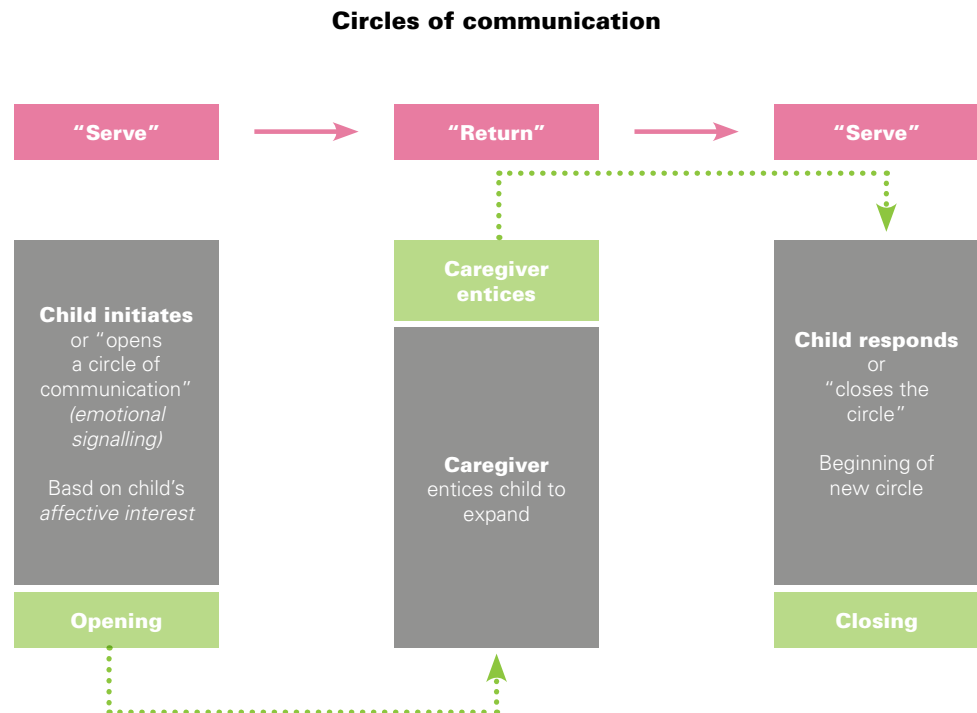 Circles of communication
“Serve”
“Return”
“Serve”
Child initiates
or “opens
a circle of
communication”
(emotional
signalling)
Basd on child’s
affective interest
Opening
Caregiver
entices
Caregiver
entices child to
expand
Child responds
or
“closes the
circle”
Beginning of
new circle
Closing